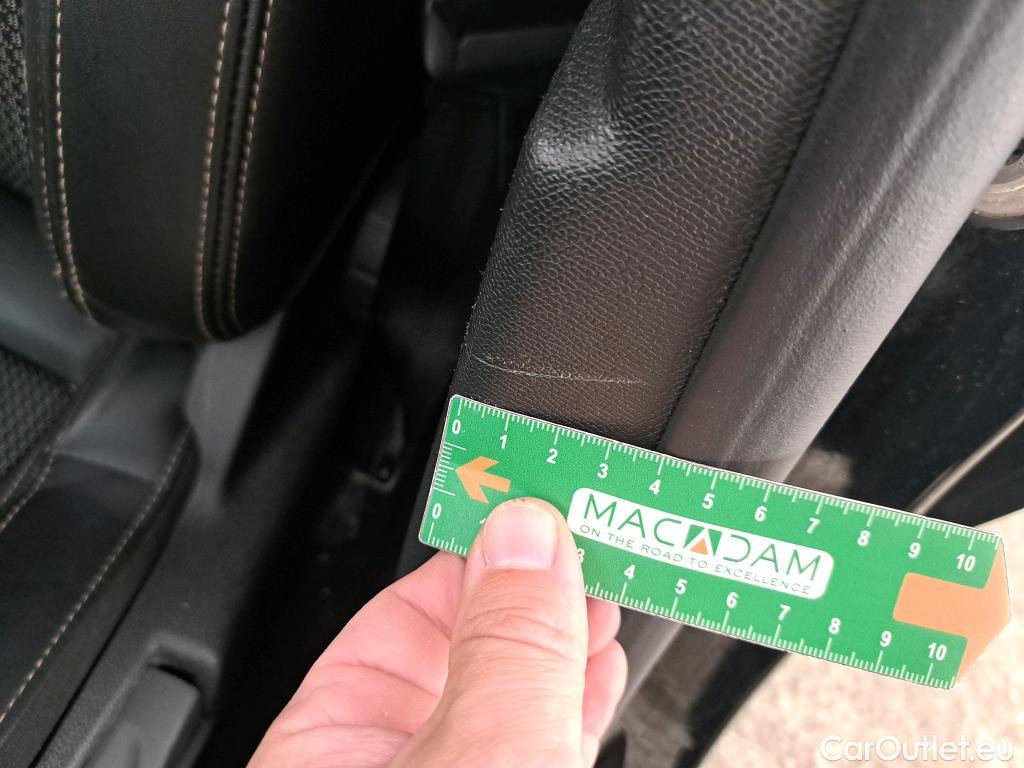 0 1 2 3 4 5 6 7 8 9 10
MACADAM
ON THE ROAD TO EXCELLENCE
0 1 3 4 5 6 7 8 9 10
CarOutlet.eu